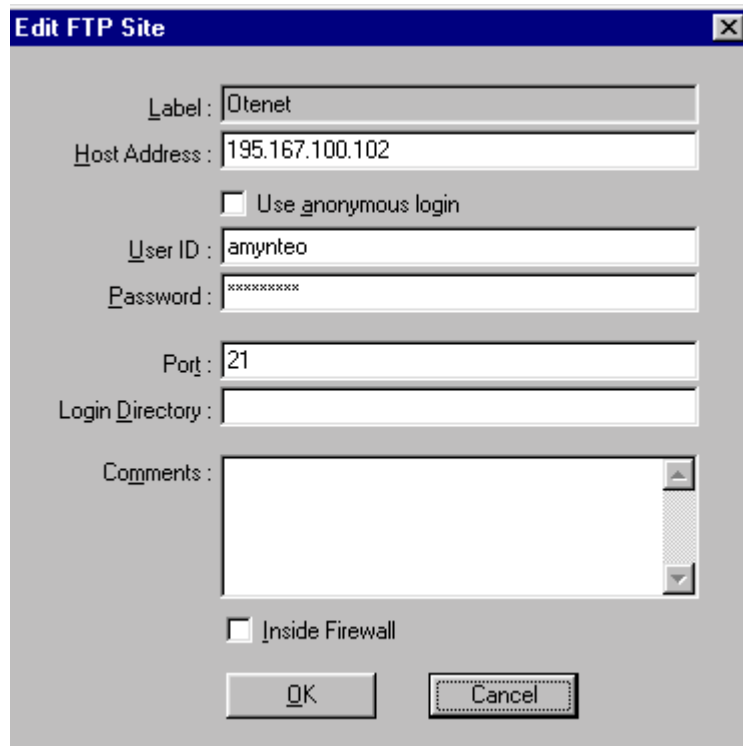 Edit FTP Site
Label : Otenet
Host Address : 195.167.100.102
Use anonymous login
User ID : amynteo
Password : *********
Port : 21
Login Directory :
Comments :
Inside Firewall
OK Cancel